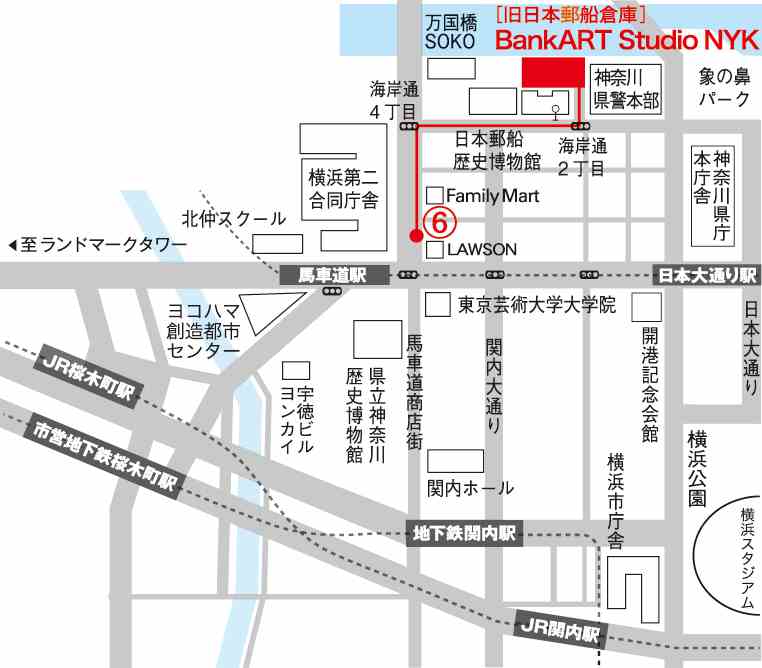 万国橋
SOKO
［旧日本郵船倉庫］
BankART Studio NYK
神奈川
県警本部
象の鼻
パーク
海岸通
4丁目
日本郵船
歴史博物館
海岸通
2丁目
横浜第二
合同庁舎
Family Mart
神奈川県庁
本庁舎
北仲スクール
⑥
◀至ランドマークタワー
LAWSON
馬車道駅
日本大通り駅
ヨコハマ
創造都市
センター
東京芸術大学大学院
日本大通り
開港記念会館
馬車道商店街
関内大通り
県立神奈川
歴史博物館
宇徳ビル
ヨンカイ
JR桜木町駅
市営地下鉄桜木町駅
関内ホール
横浜公園
横浜市庁舎
横浜スタジアム
地下鉄関内駅
JR関内駅